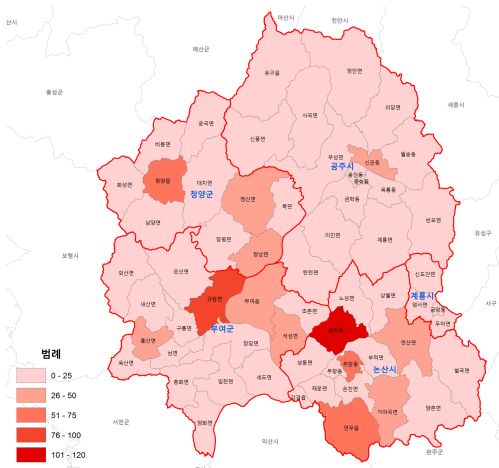 아산시
천안시
산시
예산군
홍성군
세종시
유구읍
정안면
의당면
사곡면
신풍면
운곡면
비봉면
우성면
신관동
월송동
공주시
웅진동
중학동
옥룡동
화성면
청양읍
대치면
청양군
정산면
목면
금학동
반포면
남양면
장평면
청남면
이인면
계룡면
탄천면
유성구
보령시
외산면
은산면
내산면
규암면
부여읍
초촌면
노성면
상월면
신도안면
계룡시
엄사면
금암동
두마면
서구
구룡면
부여군
홍산면
옥산면
남면
장암면
석성면
성동면
취암동
부적면
연산면
논산시
벌곡면
충화면
임천면
세도면
부창동
채운면
은진면
강경읍
양화면
연무읍
가야곡면
양촌면
서천군
익산시
완주군
범례
0 - 25
26 - 50
51 - 75
76 - 100
101 - 120